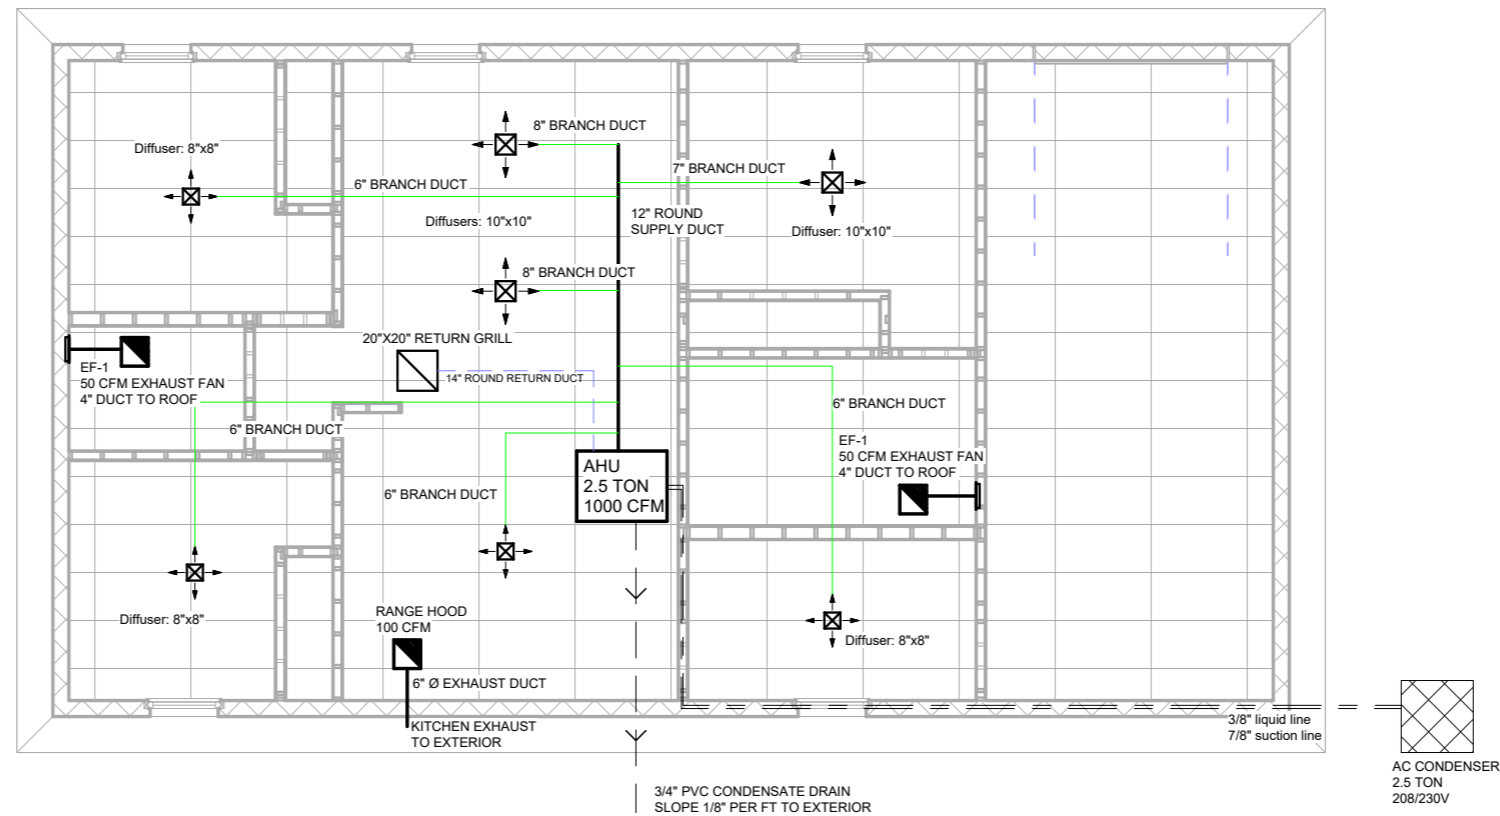 8" BRANCH DUCT
Diffuser: 8"x8"
7" BRANCH DUCT
6" BRANCH DUCT
12" ROUND
SUPPLY DUCT
Diffusers: 10"x10"
Diffuser: 10"x10"
8" BRANCH DUCT
20"X20" RETURN GRILL
14" ROUND RETURN DUCT
EF-1
50 CFM EXHAUST FAN
4" DUCT TO ROOF
6" BRANCH DUCT
6" BRANCH DUCT
EF-1
50 CFM EXHAUST FAN
4" DUCT TO ROOF
AHU
2.5 TON
1000 CFM
6" BRANCH DUCT
Diffuser: 8"x8"
RANGE HOOD
100 CFM
Diffuser: 8"x8"
6" Ø EXHAUST DUCT
KITCHEN EXHAUST
TO EXTERIOR
3/8" liquid line
7/8" suction line
AC CONDENSER
2.5 TON
208/230V
3/4" PVC CONDENSATE DRAIN
SLOPE 1/8" PER FT TO EXTERIOR